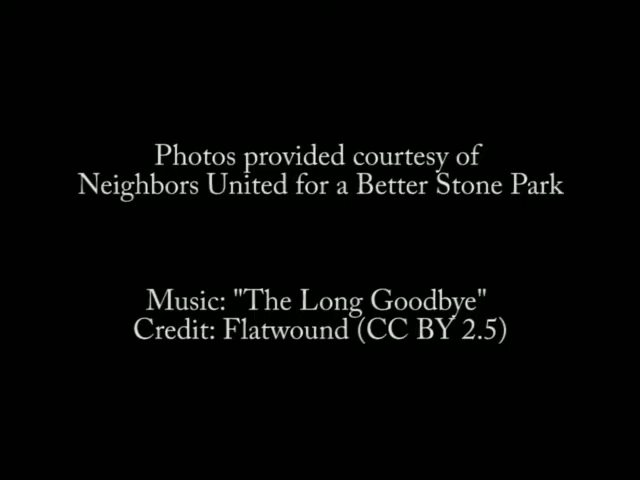 Photos provided courtesy of
Neighbors United for a Better Stone Park
Music: "The Long Goodbye"
Credit: Flatwound (CC BY 2.5)